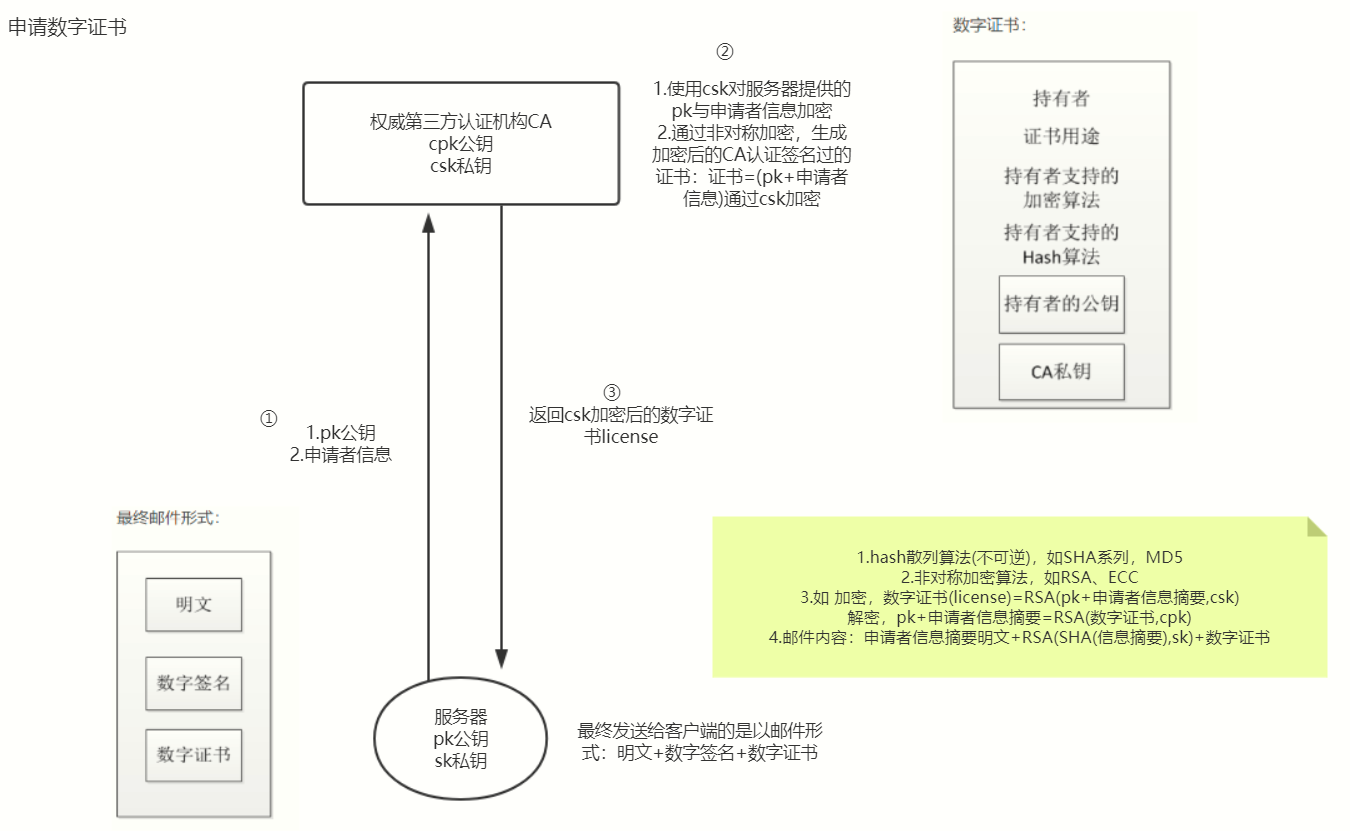 申请数字证书
②
1.使用csk对服务器提供的
pk与申请者信息加密
2.通过非对称加密，生成
加密后的CA认证签名过的
证书：证书=(pk+申请者
信息)通过csk加密
权威第三方认证机构CA
cpk公钥
csk私钥
数字证书：
持有者
证书用途
持有者支持的
加密算法
持有者支持的
Hash算法
持有者的公钥
CA私钥
①
1.pk公钥
2.申请者信息
③
返回csk加密后的数字证
书license
最终邮件形式：
明文
数字签名
数字证书
1.hash散列算法(不可逆)，如SHA系列，MD5
2.非对称加密算法，如RSA、ECC
3.如 加密，数字证书(license)=RSA(pk+申请者信息摘要,csk)
解密，pk+申请者信息摘要=RSA(数字证书,cpk)
4.邮件内容：申请者信息摘要明文+RSA(SHA(信息摘要),sk)+数字证书
服务器
pk公钥
sk私钥
最终发送给客户端的是以邮件形
式：明文+数字签名+数字证书